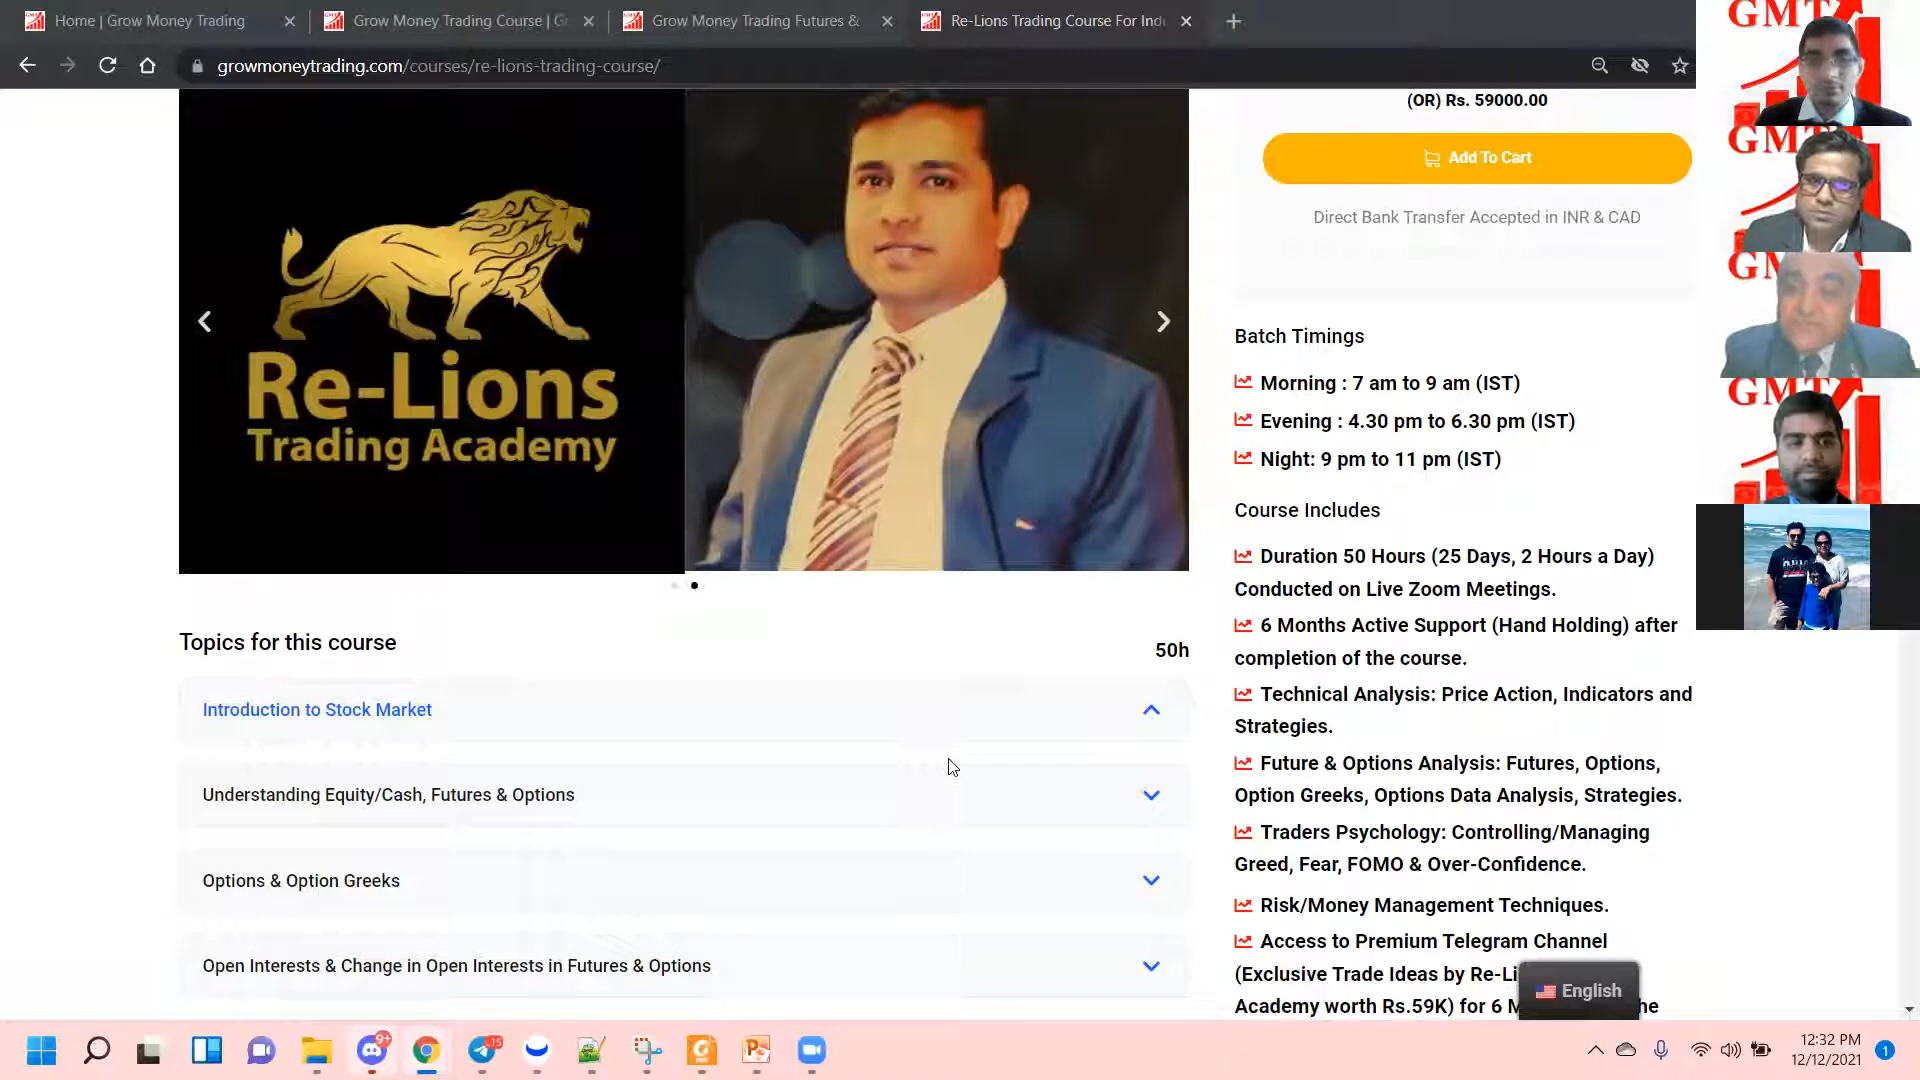 Home | Grow Money Trading
Grow Money Trading Course | G
Grow Money Trading Futures &
Re-Lions Trading Course For Ind
growmoneytrading.com/courses/re-lions-trading-course/
GMT
GMT
GMT
(OR) Rs. 59000.00
Add To Cart
Direct Bank Transfer Accepted in INR & CAD
Re-Lions
Trading Academy
Batch Timings
Morning : 7 am to 9 am (IST)
Evening : 4.30 pm to 6.30 pm (IST)
Night: 9 pm to 11 pm (IST)
Course Includes
Duration 50 Hours (25 Days, 2 Hours a Day)
Conducted on Live Zoom Meetings.
6 Months Active Support (Hand Holding) after
completion of the course.
Technical Analysis: Price Action, Indicators and
Strategies.
Future & Options Analysis: Futures, Options,
Option Greeks, Options Data Analysis, Strategies.
Traders Psychology: Controlling/Managing
Greed, Fear, FOMO & Over-Confidence.
Risk/Money Management Techniques.
Access to Premium Telegram Channel
(Exclusive Trade Ideas by Re-Li
Academy worth Rs.59K) for 6 M he
English
Topics for this course
50h
Introduction to Stock Market
Understanding Equity/Cash, Futures & Options
Options & Option Greeks
Open Interests & Change in Open Interests in Futures & Options
9+
15
12:32 PM
12/12/2021
1